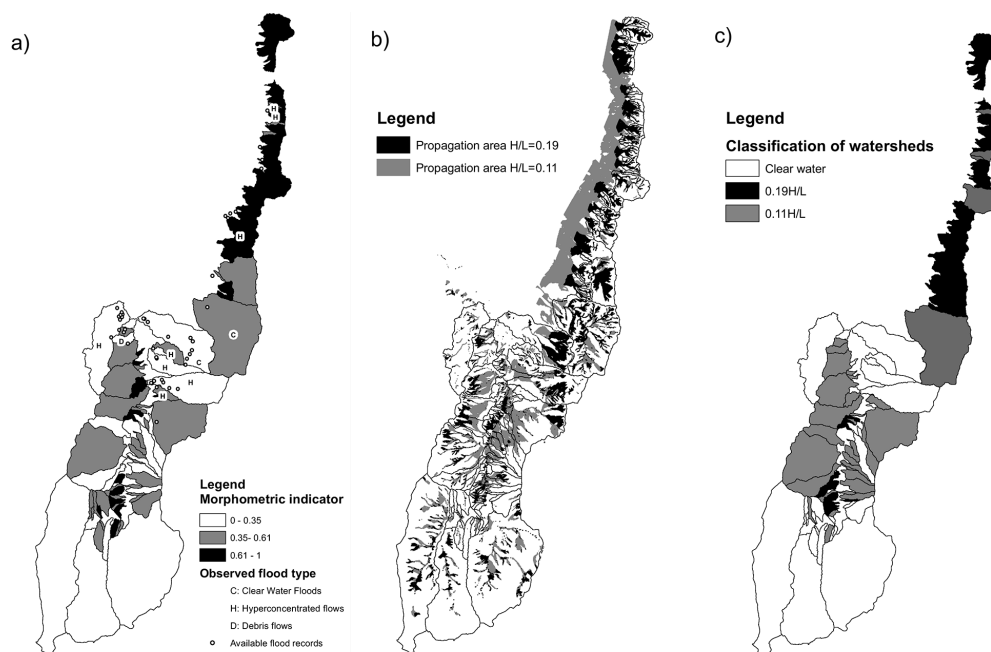 a)
H
H
H
C
H
D
H
C
H
H
H
Legend
Morphometric indicator
0 - 0.35
0.35- 0.61
0.61 - 1
Observed flood type
C: Clear Water Floods
H: Hyperconcentrated flows
D: Debris flows
Available flood records
b)
Legend
Propagation area H/L=0.19
Propagation area H/L=0.11
c)
Legend
Classification of watersheds
Clear water
0.19H/L
0.11H/L